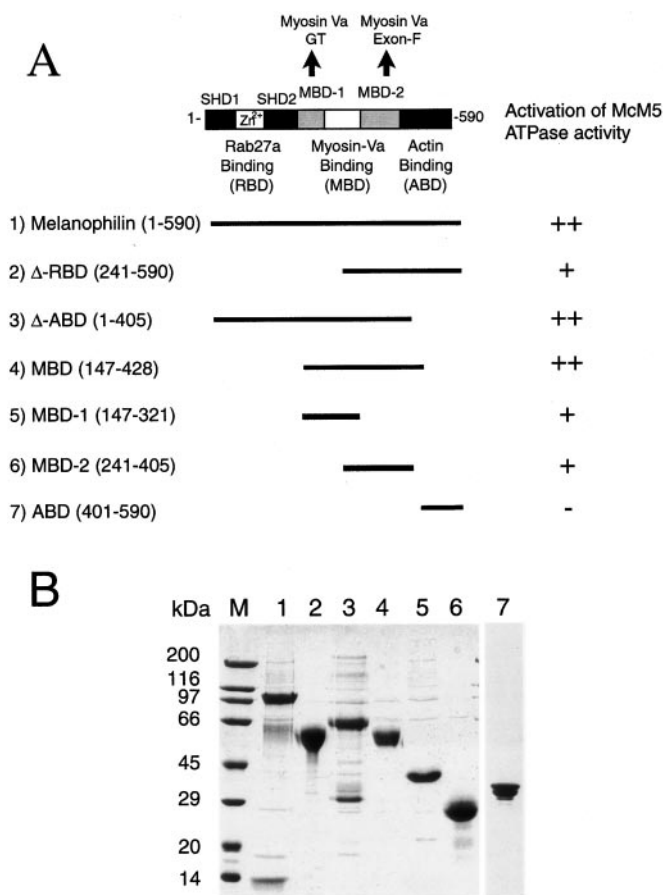 A
Myosin Va GT
Myosin Va Exon-F
SHD1 SHD2 MBD-1 MBD-2
1- Zn2+ -590
Activation of McM5 ATPase activity
Rab27a Binding (RBD)
Myosin-Va Binding (MBD)
Actin Binding (ABD)
1) Melanophilin (1-590) ++
2) Δ-RBD (241-590) +
3) Δ-ABD (1-405) ++
4) MBD (147-428) ++
5) MBD-1 (147-321) +
6) MBD-2 (241-405) +
7) ABD (401-590) -
B
kDa M 1 2 3 4 5 6 7
200
116
97
66
45
29
20
14